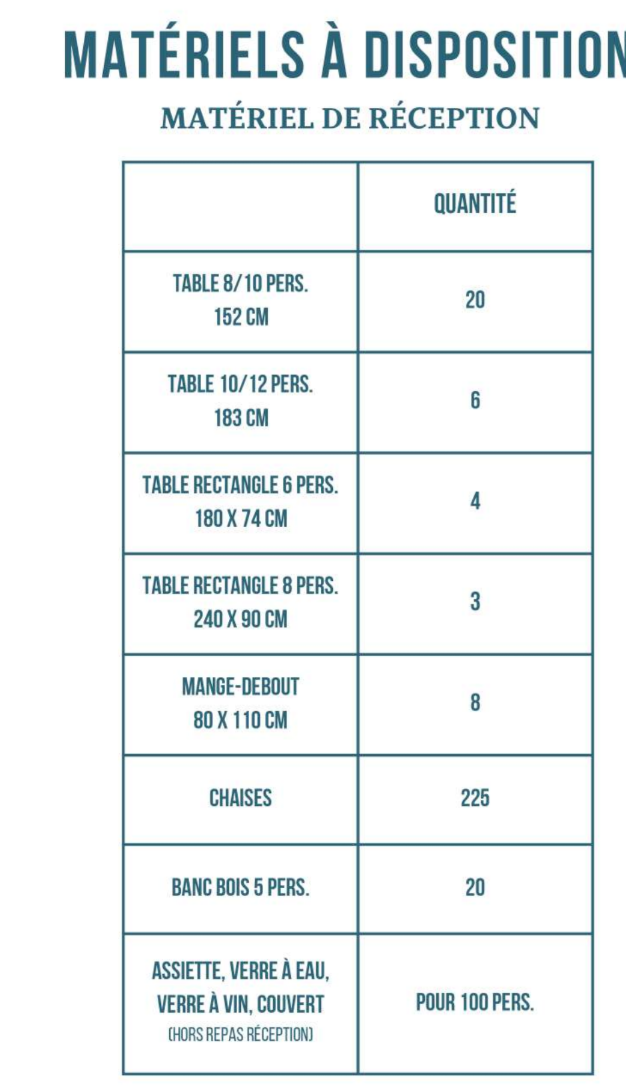 MATÉRIELS À DISPOSITION
MATÉRIEL DE RÉCEPTION
QUANTITÉ
TABLE 8/10 PERS.
152 CM
20
TABLE 10/12 PERS.
183 CM
6
TABLE RECTANGLE 6 PERS.
180 X 74 CM
4
TABLE RECTANGLE 8 PERS.
240 X 90 CM
3
MANGE-DEBOUT
80 X 110 CM
8
CHAISES
225
BANC BOIS 5 PERS.
20
ASSIETTE, VERRE À EAU,
VERRE À VIN, COUVERT
(HORS REPAS RÉCEPTION)
POUR 100 PERS.